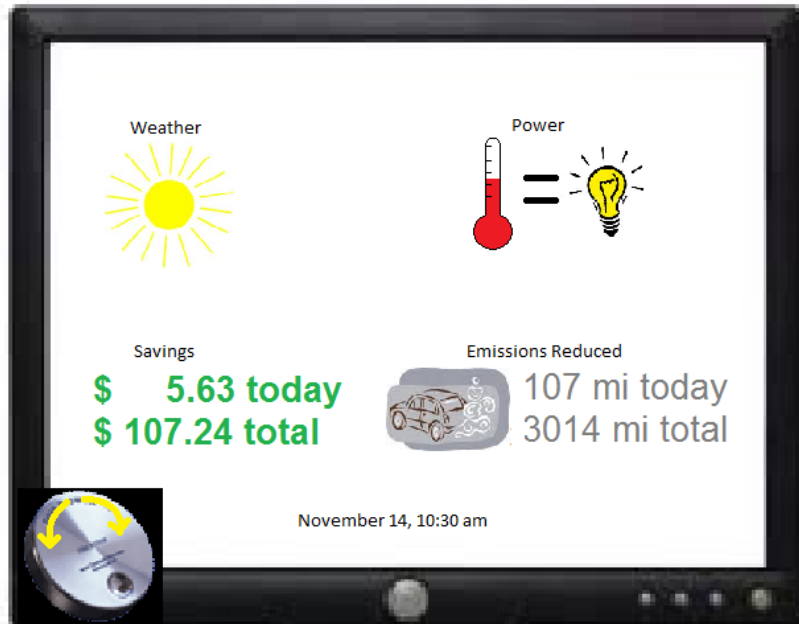 Weather
Power
Savings
$ 5.63 today
$ 107.24 total
Emissions Reduced
107 mi today
3014 mi total
November 14, 10:30 am